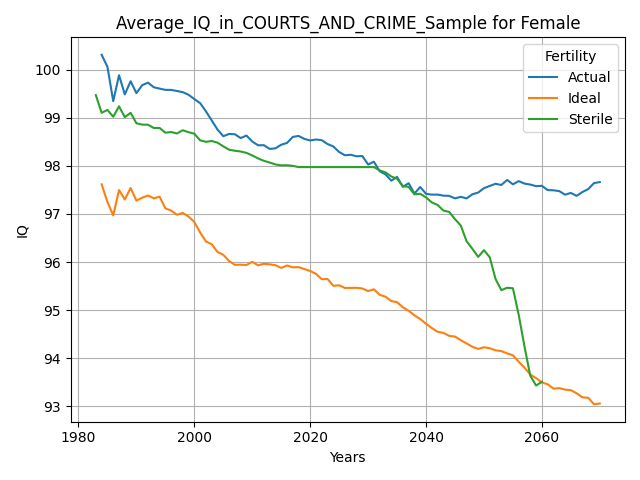 Average_IQ_in_COURTS_AND_CRIME_Sample for Female
Fertility
Actual
Ideal
Sterile
IQ
100
99
98
97
96
95
94
93
1980
2000
2020
2040
2060
Years